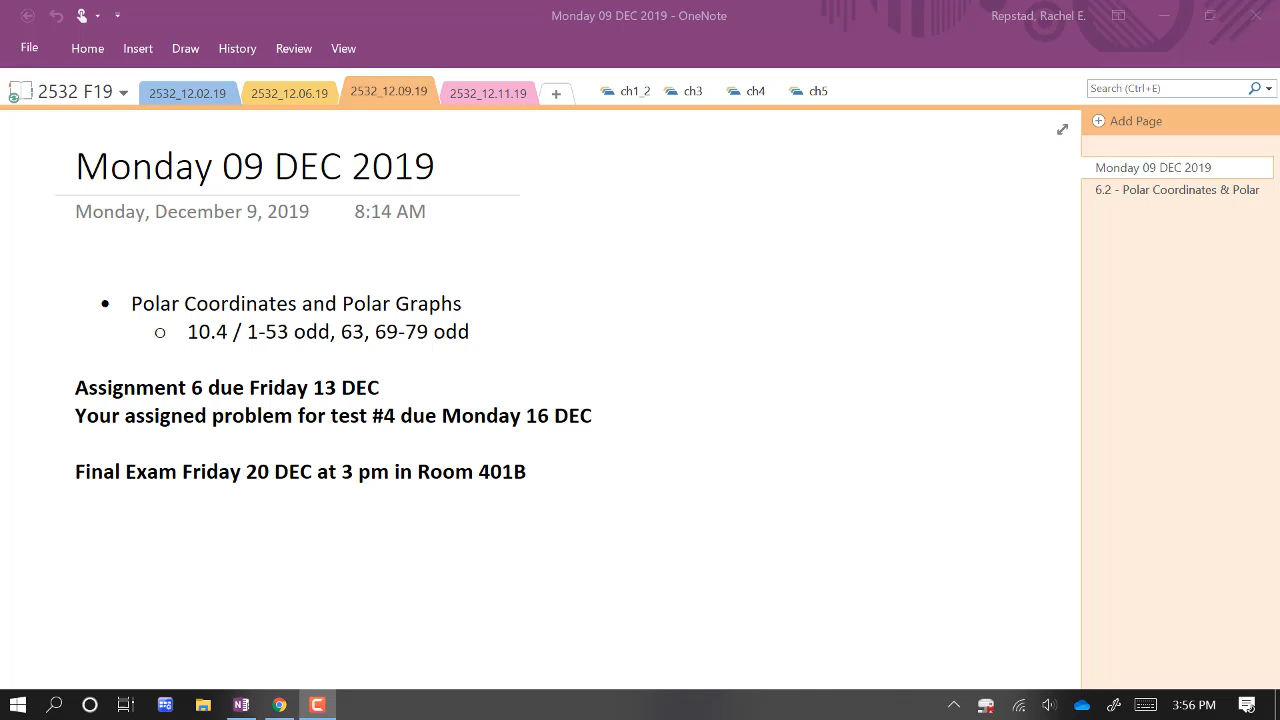 Monday 09 DEC 2019 - OneNote
Repstad, Rachel E.
File Home Insert Draw History Review View
2532 F19 2532_12.02.19 2532_12.06.19 2532_12.09.19 2532_12.11.19 ch1_2 ch3 ch4 ch5 Search (Ctrl+E)
Add Page
Monday 09 DEC 2019
6.2 - Polar Coordinates & Polar
Monday 09 DEC 2019
Monday, December 9, 2019 8:14 AM
• Polar Coordinates and Polar Graphs
○ 10.4 / 1-53 odd, 63, 69-79 odd
Assignment 6 due Friday 13 DEC
Your assigned problem for test #4 due Monday 16 DEC
Final Exam Friday 20 DEC at 3 pm in Room 401B
3:56 PM